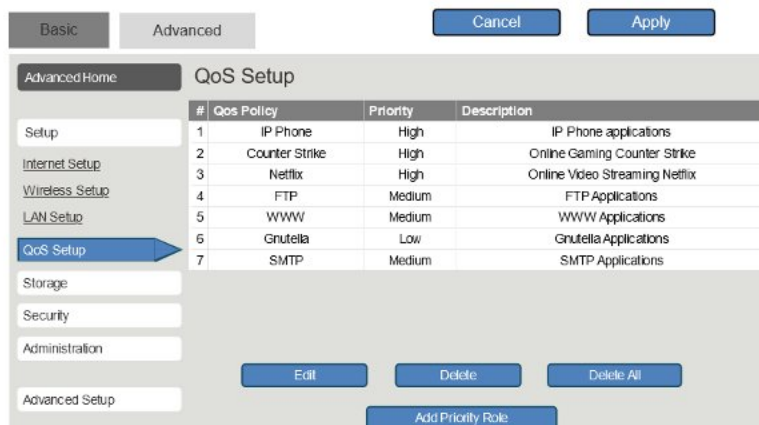 Basic
Advanced
Cancel
Apply
Advanced Home
Setup
Internet Setup
Wireless Setup
LAN Setup
QoS Setup
Storage
Security
Administration
Advanced Setup
QoS Setup
# Qos Policy Priority Description
1 IP Phone High IP Phone applications
2 Counter Strike High Online Gaming Counter Strike
3 Netflix High Online Video Streaming Netflix
4 FTP Medium FTP Applications
5 WWW Medium WWW Applications
6 Gnutella Low Gnutella Applications
7 SMTP Medium SMTP Applications
Edit
Delete
Delete All
Add Priority Role